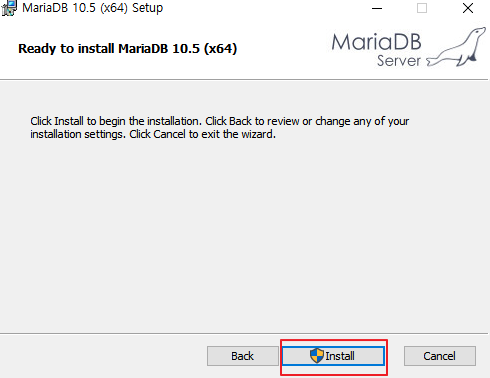 MariaDB 10.5 (x64) Setup
Ready to install MariaDB 10.5 (x64)
MariaDB
Server
Click Install to begin the installation. Click Back to review or change any of your
installation settings. Click Cancel to exit the wizard.
Back
Install
Cancel